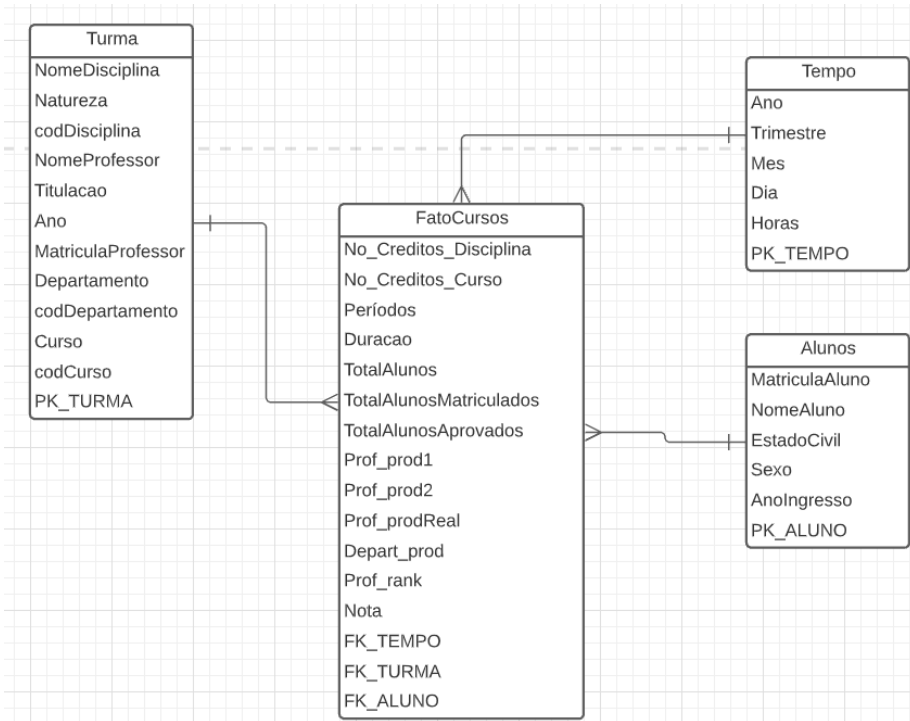 Turma
NomeDisciplina
Natureza
codDisciplina
NomeProfessor
Titulacao
Ano
MatriculaProfessor
Departamento
codDepartamento
Curso
codCurso
PK_TURMA
FatoCursos
No_Creditos_Disciplina
No_Creditos_Curso
Períodos
Duracao
TotalAlunos
TotalAlunosMatriculados
TotalAlunosAprovados
Prof_prod1
Prof_prod2
Prof_prodReal
Depart_prod
Prof_rank
Nota
FK_TEMPO
FK_TURMA
FK_ALUNO
Tempo
Ano
Trimestre
Mes
Dia
Horas
PK_TEMPO
Alunos
MatriculaAluno
NomeAluno
EstadoCivil
Sexo
AnoIngresso
PK_ALUNO